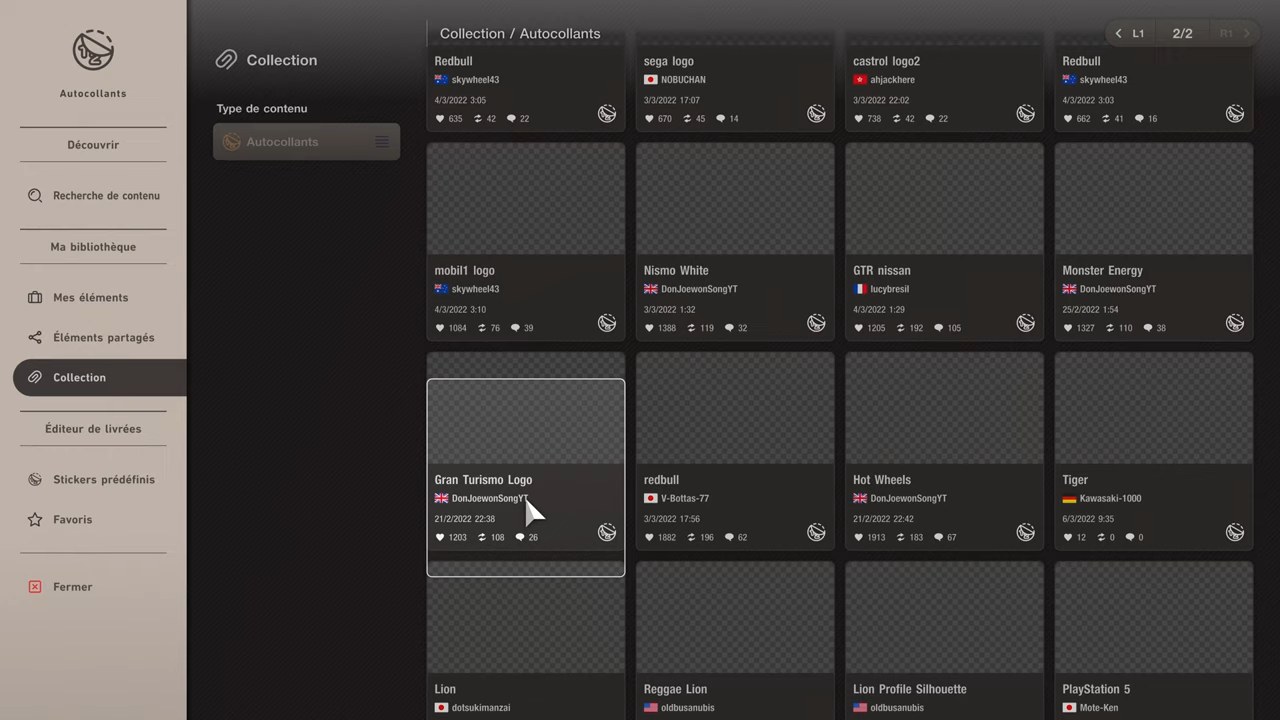 Autocollants
Découvrir
Recherche de contenu
Ma bibliothèque
Mes éléments
Éléments partagés
Collection
Éditeur de livrées
Stickers prédéfinis
Favoris
Fermer
Collection
Type de contenu
Autocollants
Collection / Autocollants
L1 2/2 R1
Redbull
skywheel43
4/3/2022 3:05
635 42 22
sega logo
NOBUCHAN
3/3/2022 17:07
670 45 14
castrol logo2
ahjackhere
3/3/2022 22:02
738 42 22
Redbull
skywheel43
4/3/2022 3:03
662 41 16
mobil1 logo
skywheel43
4/3/2022 3:10
1084 76 39
Nismo White
DonJoewonSongYT
3/3/2022 1:32
1388 119 32
GTR nissan
lucybresil
4/3/2022 1:29
1205 192 105
Monster Energy
DonJoewonSongYT
25/2/2022 1:54
1327 110 38
Gran Turismo Logo
DonJoewonSongYT
21/2/2022 22:38
1203 108 26
redbull
V-Bottas-77
3/3/2022 17:56
1882 196 62
Hot Wheels
DonJoewonSongYT
21/2/2022 22:42
1913 183 67
Tiger
Kawasaki-1000
6/3/2022 9:35
12 0 0
Lion
dotsukimanzai
Reggae Lion
oldbusanubis
Lion Profile Silhouette
oldbusanubis
PlayStation 5
Mote-Ken